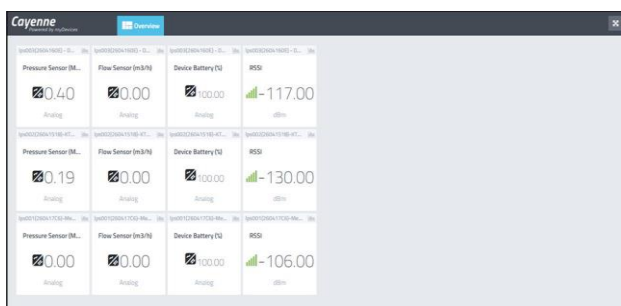 Cayenne
Powered by myDevices
Overview
Pressure Sensor (M... Flow Sensor (m3/h) Device Battery (%) RSSI
0.40 0.00 100.00 -117.00
Analog Analog Analog dBm
Pressure Sensor (M... Flow Sensor (m3/h) Device Battery (%) RSSI
0.19 0.00 100.00 -130.00
Analog Analog Analog dBm
Pressure Sensor (M... Flow Sensor (m3/h) Device Battery (%) RSSI
0.00 0.00 100.00 -106.00
Analog Analog Analog dBm